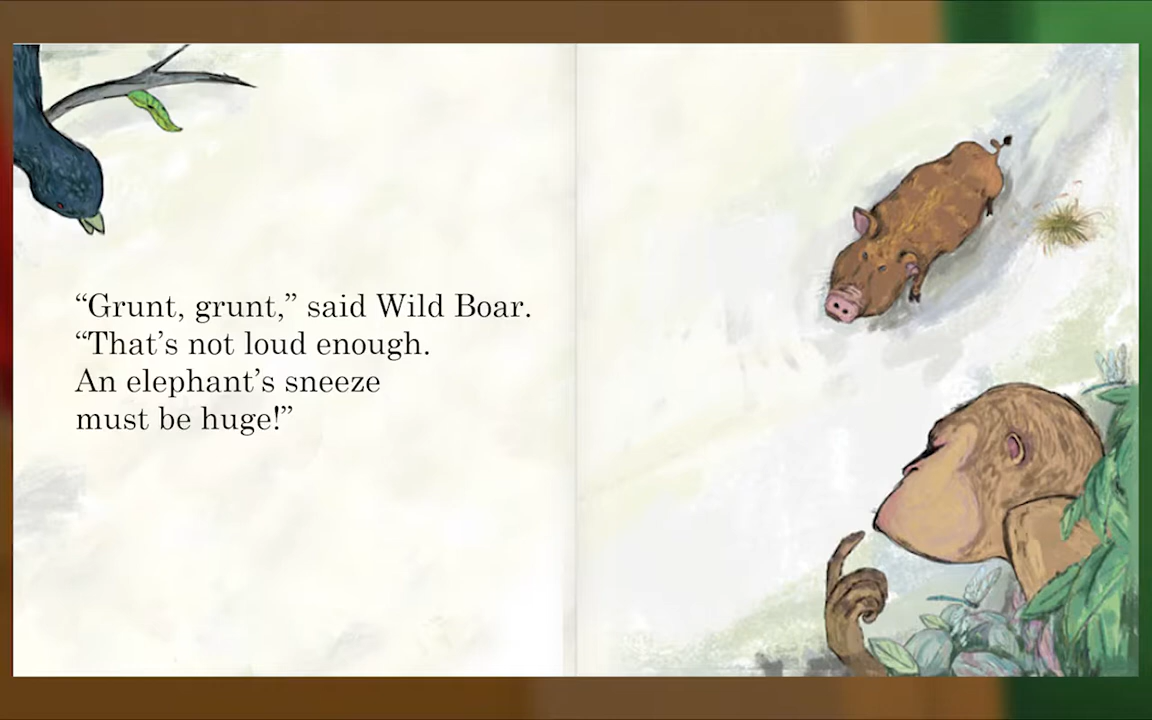 “Grunt, grunt,” said Wild Boar.
“That’s not loud enough.
An elephant’s sneeze
must be huge!”